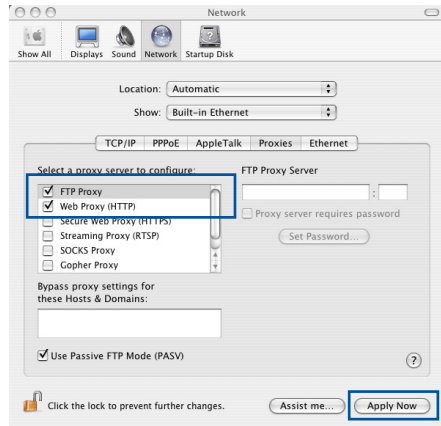 Network
Show All Displays Sound Network Startup Disk
Location: Automatic
Show: Built-in Ethernet
TCP/IP PPPoE AppleTalk Proxies Ethernet
Select a proxy server to configure: FTP Proxy Server
FTP Proxy
:
Web Proxy (HTTP)
Proxy server requires password
Secure Web Proxy (HTTPS)
Streaming Proxy (RTSP) Set Password...
SOCKS Proxy
Gopher Proxy
Bypass proxy settings for
these Hosts & Domains:
Use Passive FTP Mode (PASV) ?
Click the lock to prevent further changes. Assist me... Apply Now